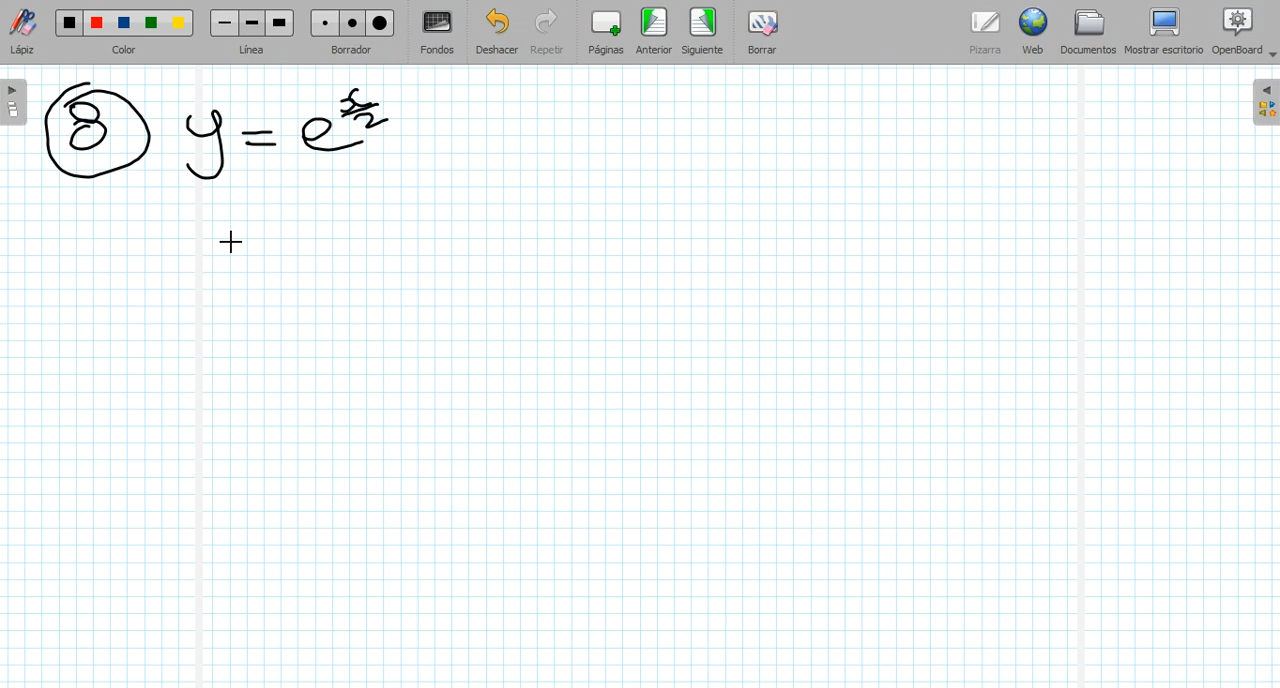 Lápiz Color Línea Borrador Fondos Deshacer Repetir Páginas Anterior Siguiente Borrar Pizarra Web Documentos Mostrar escritorio OpenBoard
8 y = e^{x/2}